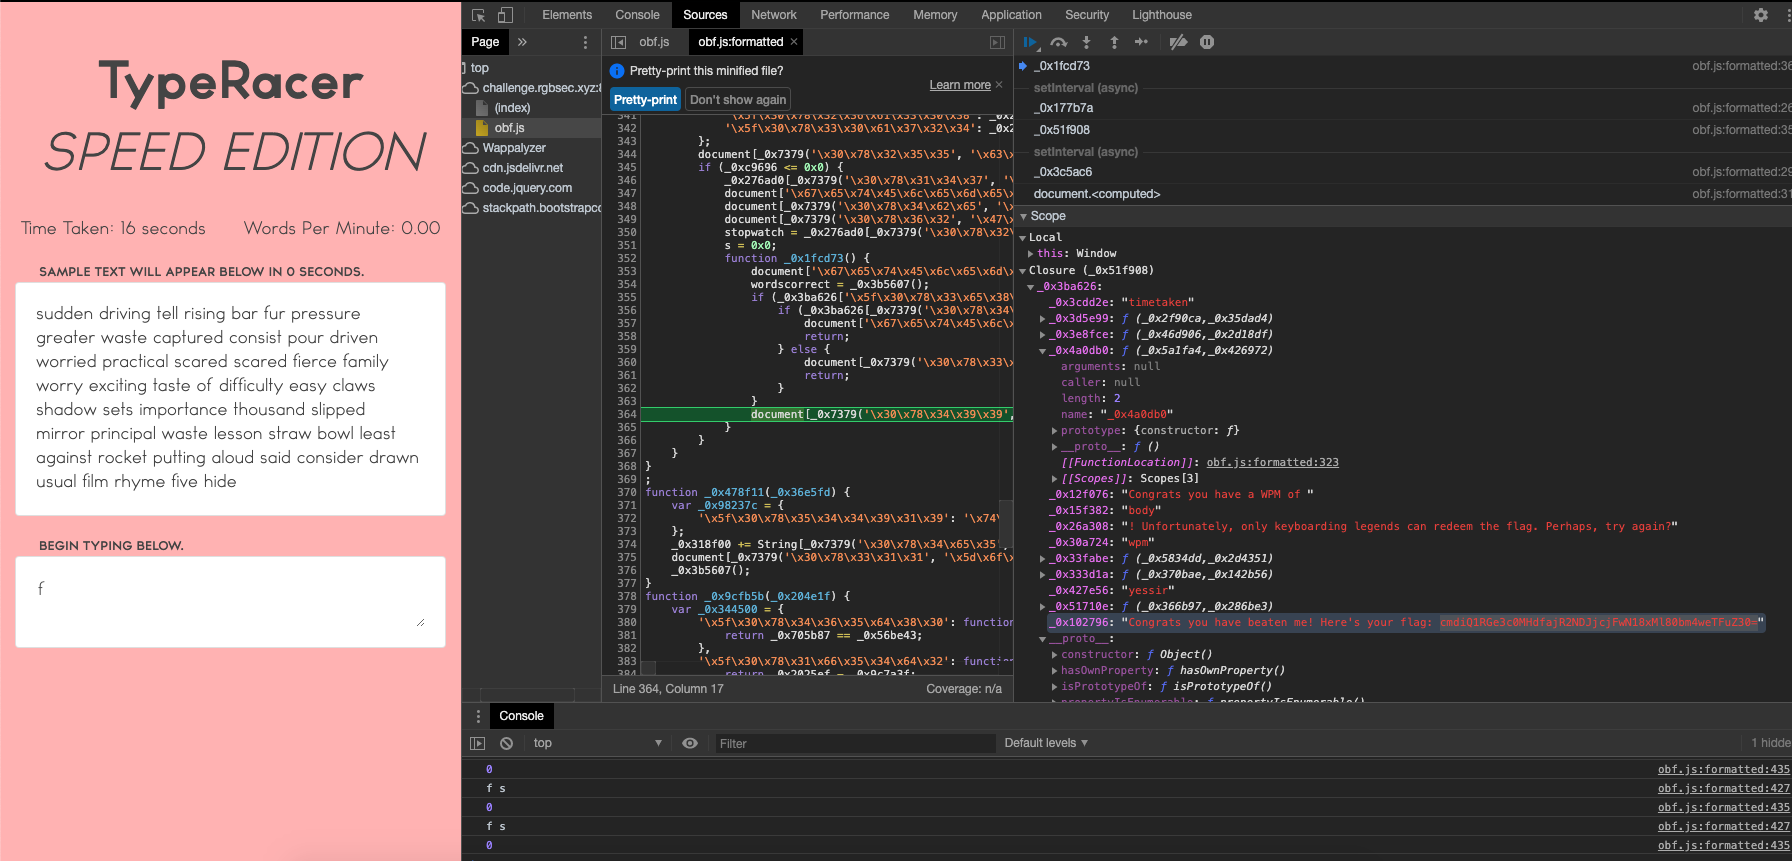 TypeRacer
SPEED EDITION
Time Taken: 16 seconds Words Per Minute: 0.00
SAMPLE TEXT WILL APPEAR BELOW IN 0 SECONDS.
sudden driving tell rising bar fur pressure
greater waste captured consist pour driven
worried practical scared scared fierce family
worry exciting taste of difficulty easy claws
shadow sets importance thousand slipped
mirror principal waste lesson straw bowl least
against rocket putting aloud said consider drawn
usual film rhyme five hide
BEGIN TYPING BELOW.
f
Elements Console Sources Network Performance Memory Application Security Lighthouse
Page »
top
challenge.rgbsec.xyz:8
(index)
obf.js
Wappalyzer
cdn.jsdelivr.net
code.jquery.com
stackpath.bootstrapc
obf.js obf.js:formatted ×
Pretty-print this minified file?
Learn more ×
Pretty-print Don't show again
342 '\x5f\x30\x78\x33\x30\x61\x37\x32\x34': _0x2
343 };
344 document[_0x7379('\x30\x78\x32\x35\x35', '\x63\
345 if (_0xc9696 <= 0x0) {
346 _0x276ad0[_0x7379('\x30\x78\x31\x34\x37', '\
347 document['\x67\x65\x74\x45\x6c\x65\x6d\x65\
348 document[_0x7379('\x30\x78\x34\x62\x65', '\
349 document[_0x7379('\x30\x78\x36\x32', '\x47\
350 stopwatch = _0x276ad0[_0x7379('\x30\x78\x32\
351 s = 0x0;
352 function _0x1fcd73() {
353 document['\x67\x65\x74\x45\x6c\x65\x6d\
354 wordscorrect = _0x3b5607();
355 if (_0x3ba626['\x5f\x30\x78\x33\x65\x38\
356 if (_0x3ba626[_0x7379('\x30\x78\x34\
357 document['\x67\x65\x74\x45\x6c\
358 return;
359 } else {
360 document[_0x7379('\x30\x78\x33\
361 return;
362 }
363 }
364 document[_0x7379('\x30\x78\x34\x39\x39',
365 }
366 }
367 }
368 }
369 ;
370 function _0x478f11(_0x36e5fd) {
371 var _0x98237c = {
372 '\x5f\x30\x78\x35\x34\x34\x39\x31\x39': '\x74\
373 };
374 _0x318f00 += String[_0x7379('\x30\x78\x34\x65\x35'
375 document[_0x7379('\x30\x78\x33\x31\x31', '\x5d\x6f\
376 _0x3b5607();
377 }
378 function _0x9cfb5b(_0x204e1f) {
379 var _0x344500 = {
380 '\x5f\x30\x78\x34\x36\x35\x64\x38\x30': function
381 return _0x705b87 == _0x56be43;
382 },
383 '\x5f\x30\x78\x31\x66\x35\x34\x64\x32': function
Line 364, Column 17 Coverage: n/a
_0x1fcd73 obf.js:formatted:36
setInterval (async)
_0x177b7a obf.js:formatted:26
_0x51f908 obf.js:formatted:35
setInterval (async)
_0x3c5ac6 obf.js:formatted:29
document.<computed> obf.js:formatted:31
Scope
Local
this: Window
Closure (_0x51f908)
_0x3ba626:
_0x3cdd2e: "timetaken"
_0x3d5e99: ƒ (_0x2f90ca,_0x35dad4)
_0x3e8fce: ƒ (_0x46d906,_0x2d18df)
_0x4a0db0: ƒ (_0x5a1fa4,_0x426972)
arguments: null
caller: null
length: 2
name: "_0x4a0db0"
prototype: {constructor: ƒ}
__proto__: ƒ ()
[[FunctionLocation]]: obf.js:formatted:323
[[Scopes]]: Scopes[3]
_0x12f076: "Congrats you have a WPM of "
_0x15f382: "body"
_0x26a308: "! Unfortunately, only keyboarding legends can redeem the flag. Perhaps, try again?"
_0x30a724: "wpm"
_0x33fabe: ƒ (_0x5834dd,_0x2d4351)
_0x333d1a: ƒ (_0x370bae,_0x142b56)
_0x427e56: "yessir"
_0x51710e: ƒ (_0x366b97,_0x286be3)
_0x102796: "Congrats you have beaten me! Here's your flag: cmdiQ1RGe3c0MHdfajR2NDJjcjFwN18xMl80bm4weTFuZ30="
__proto__:
constructor: ƒ Object()
hasOwnProperty: ƒ hasOwnProperty()
isPrototypeOf: ƒ isPrototypeOf()
propertyIsEnumerable: ƒ propertyIsEnumerable()
Console
top Filter Default levels 1 hidde
0 obf.js:formatted:435
f s obf.js:formatted:427
0 obf.js:formatted:435
f s obf.js:formatted:427
0 obf.js:formatted:435